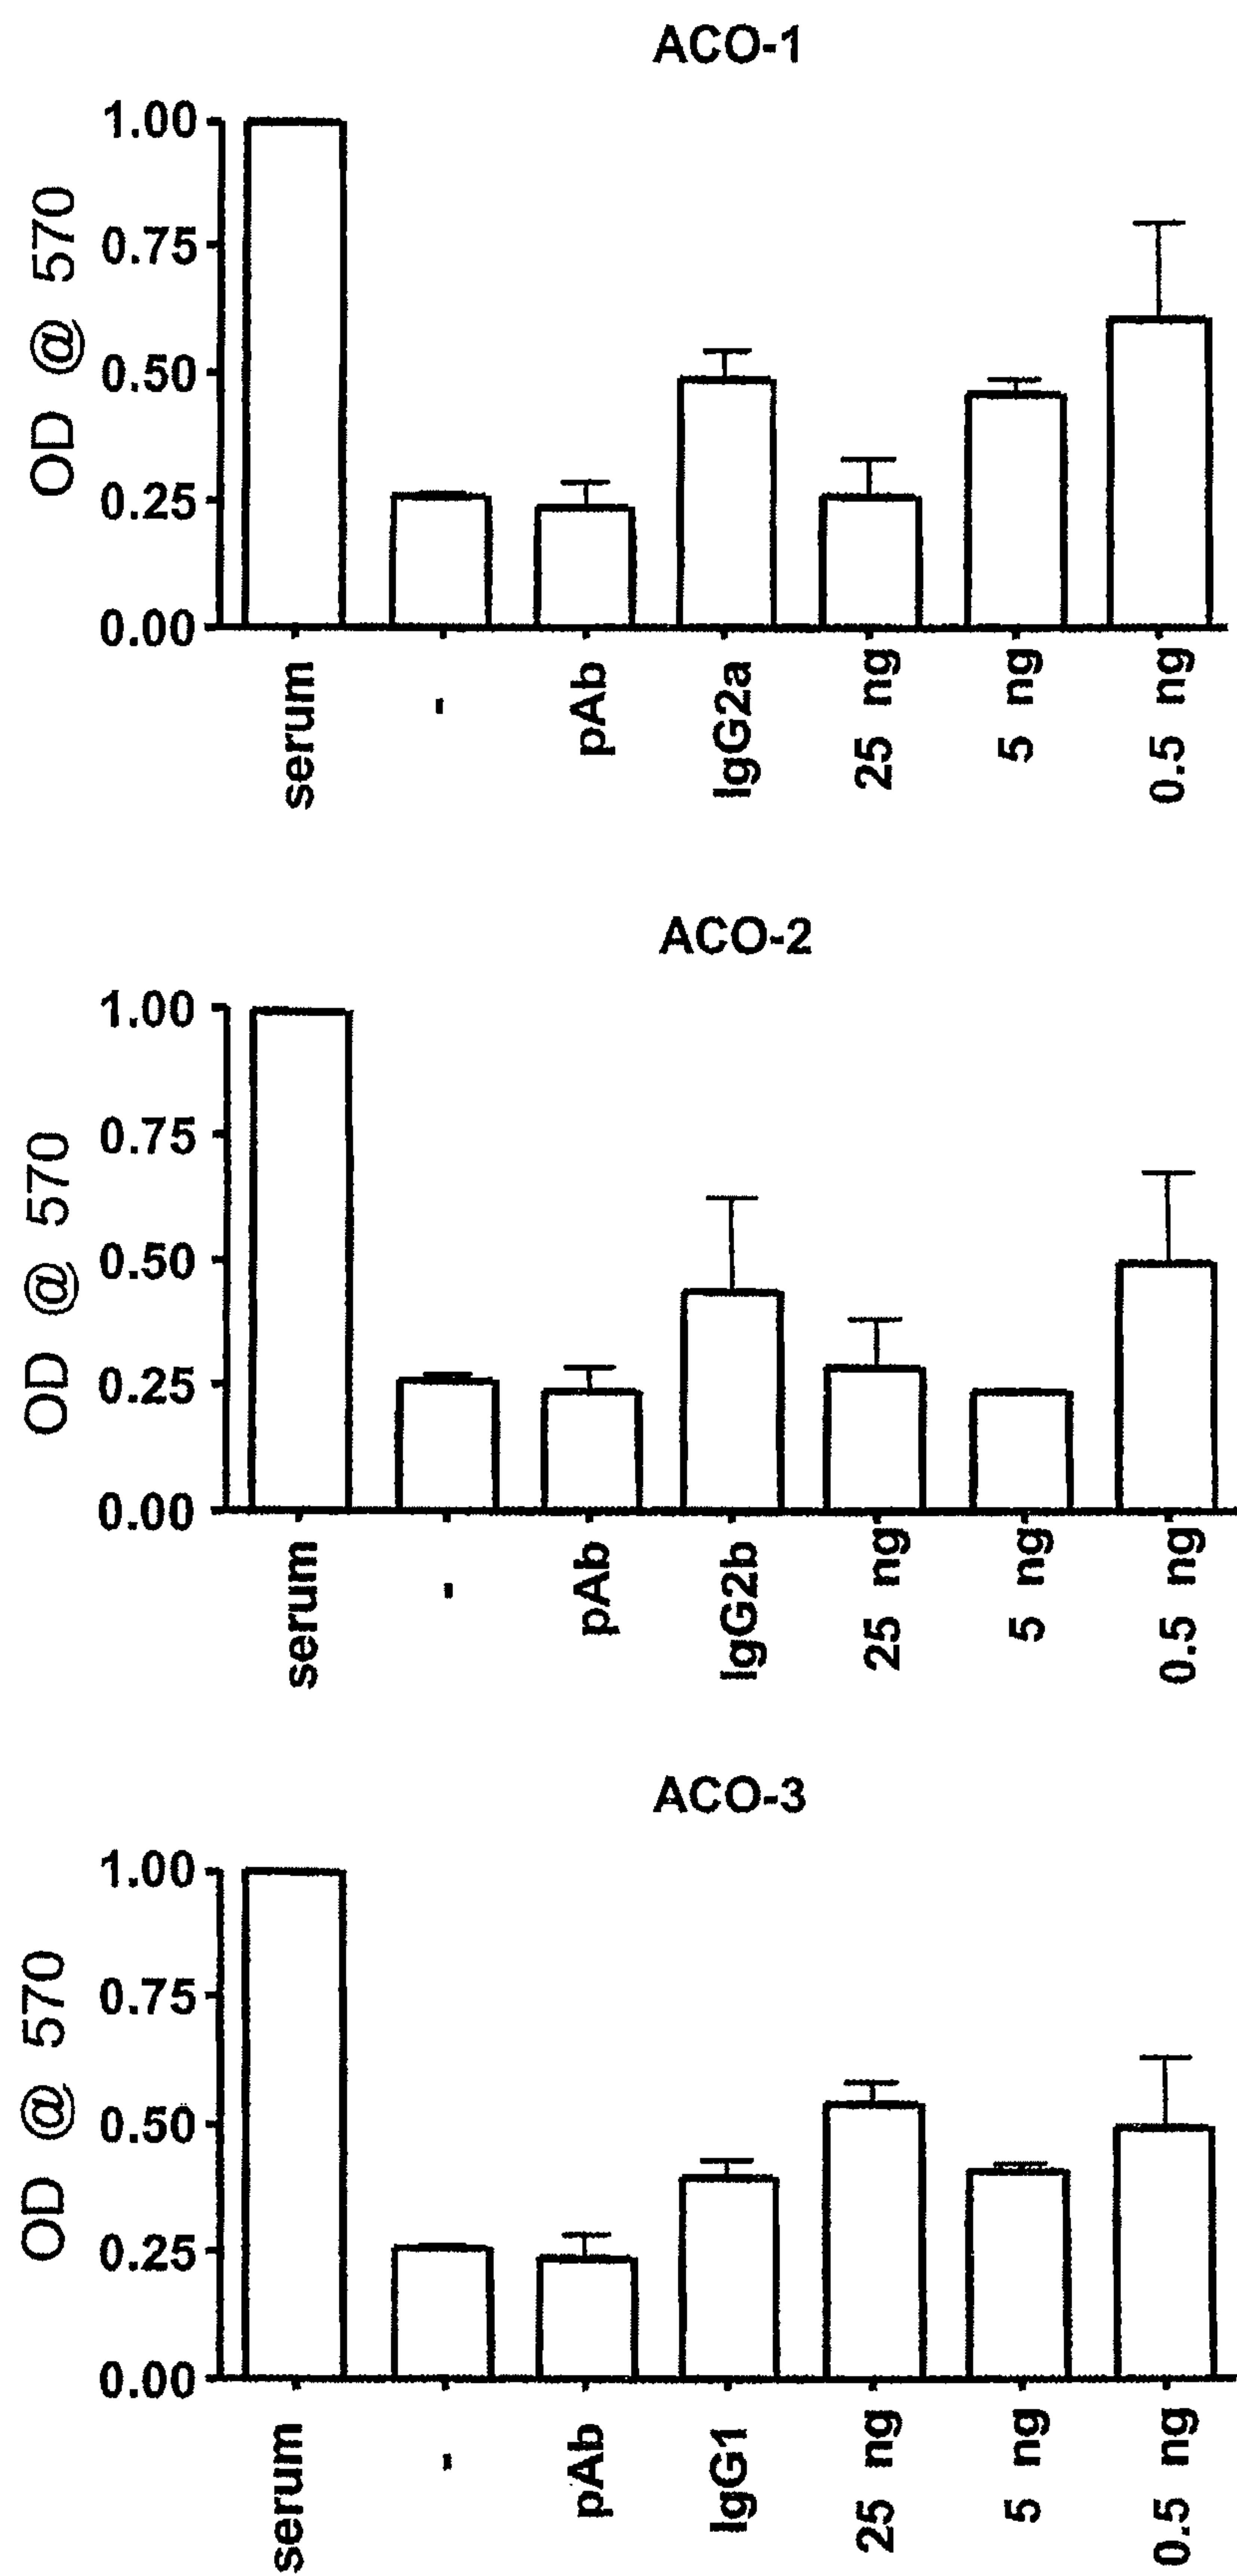 ACO-1
OD @ 570
1.00
0.75
0.50
0.25
0.00
serum
-
pAb
IgG2a
25 ng
5 ng
0.5 ng
ACO-2
OD @ 570
1.00
0.75
0.50
0.25
0.00
serum
-
pAb
IgG2b
25 ng
5 ng
0.5 ng
ACO-3
OD @ 570
1.00
0.75
0.50
0.25
0.00
serum
-
pAb
IgG1
25 ng
5 ng
0.5 ng